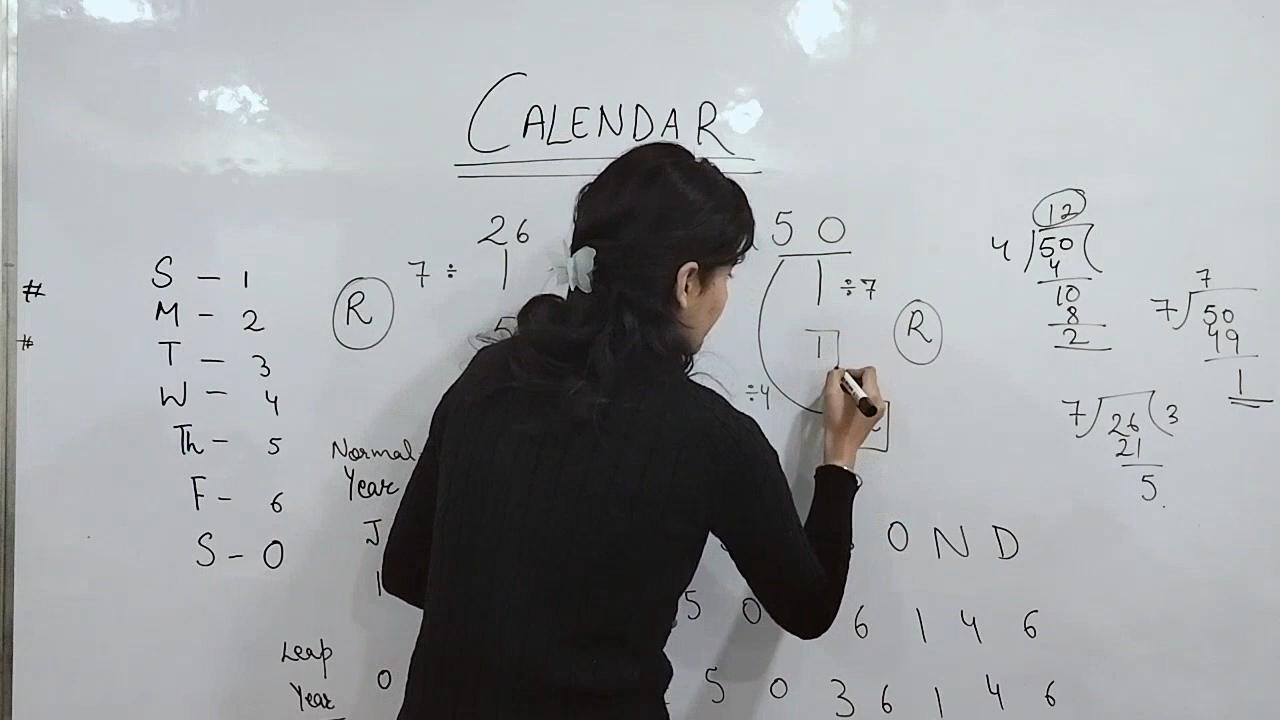 CALENDAR
26 50
7 ÷ | | ÷7
R 1 R
5
÷4
# S – 1
* M – 2
T – 3
W – 4
Th – 5
F – 6
S – 0
Normal
Year
J O N D
1 5 0 6 1 4 6
Leap
Year 0 5 0 3 6 1 4 6
12
4)50(
4
10
8
2
7
7)50
49
1
7)26(3
21
5